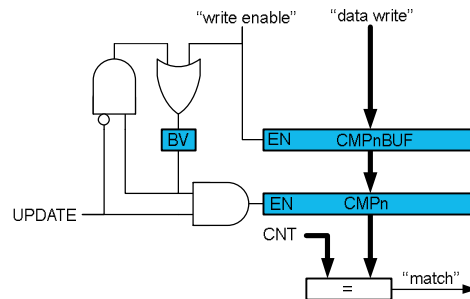 “write enable” “data write”
BV EN CMPnBUF
EN CMPn
UPDATE
CNT
= “match”